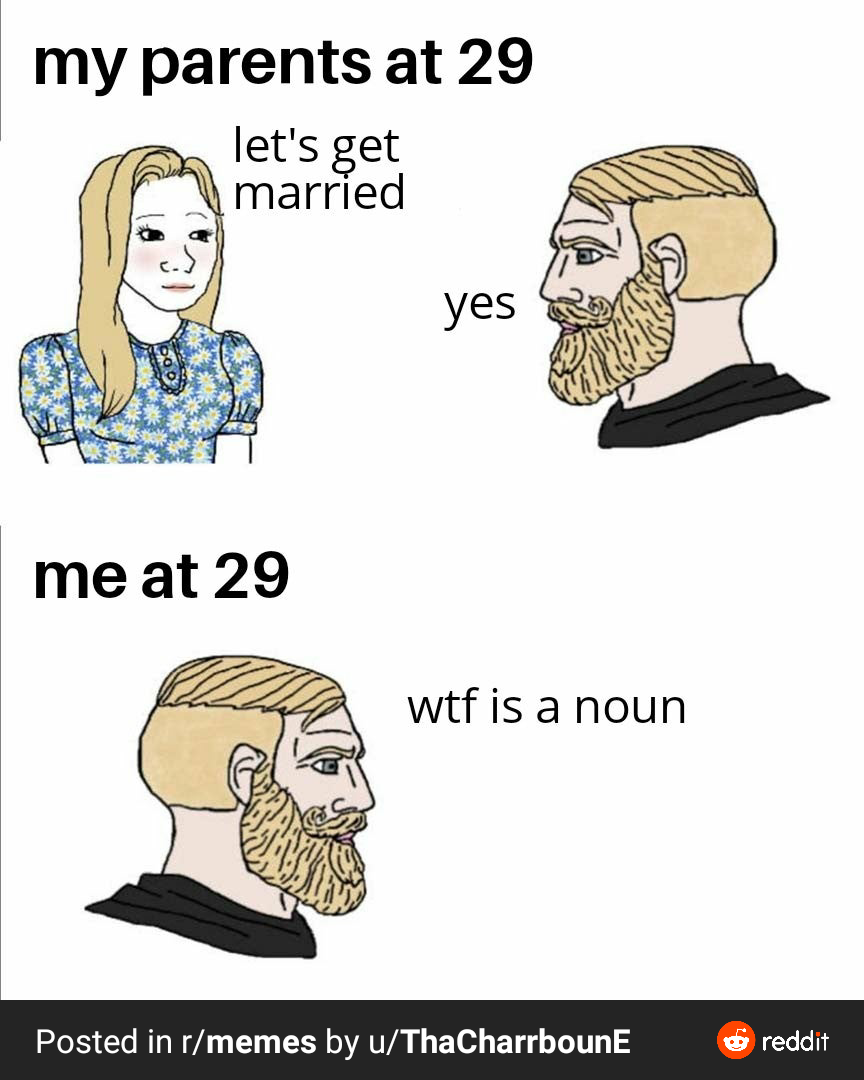 my parents at 29
let's get
married
yes
me at 29
wtf is a noun
Posted in r/memes by u/ThaCharrbounE
reddit